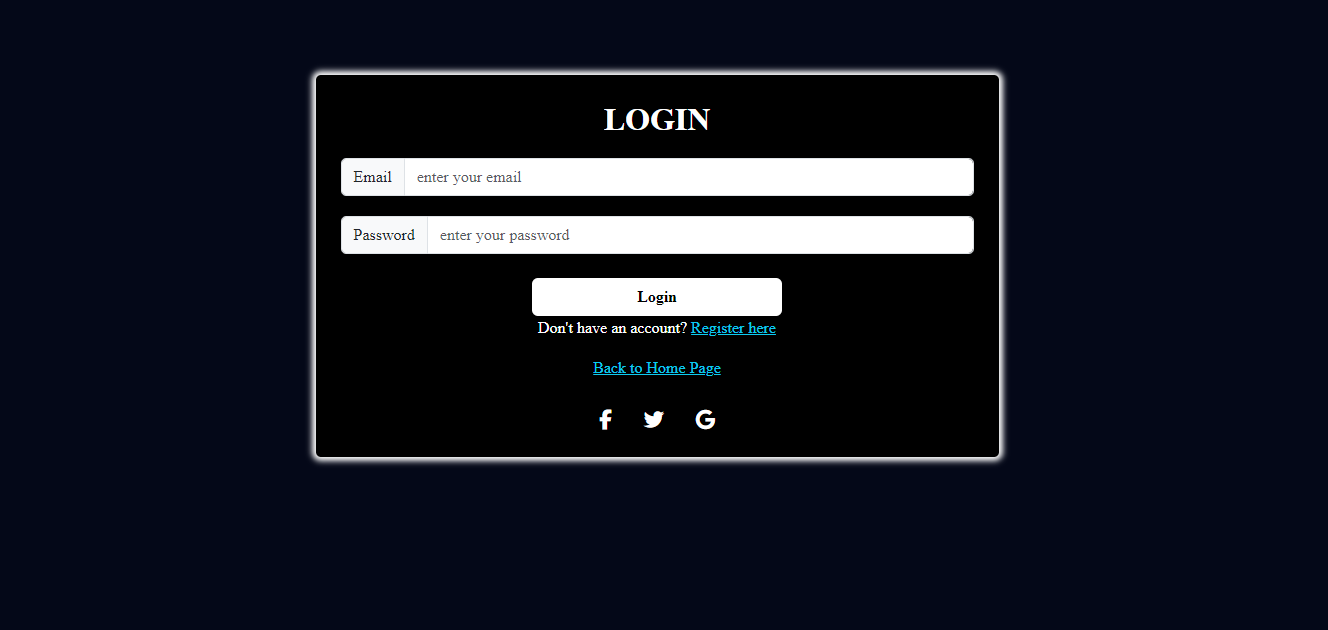 LOGIN
Email enter your email
Password enter your password
Login
Don't have an account? Register here
Back to Home Page